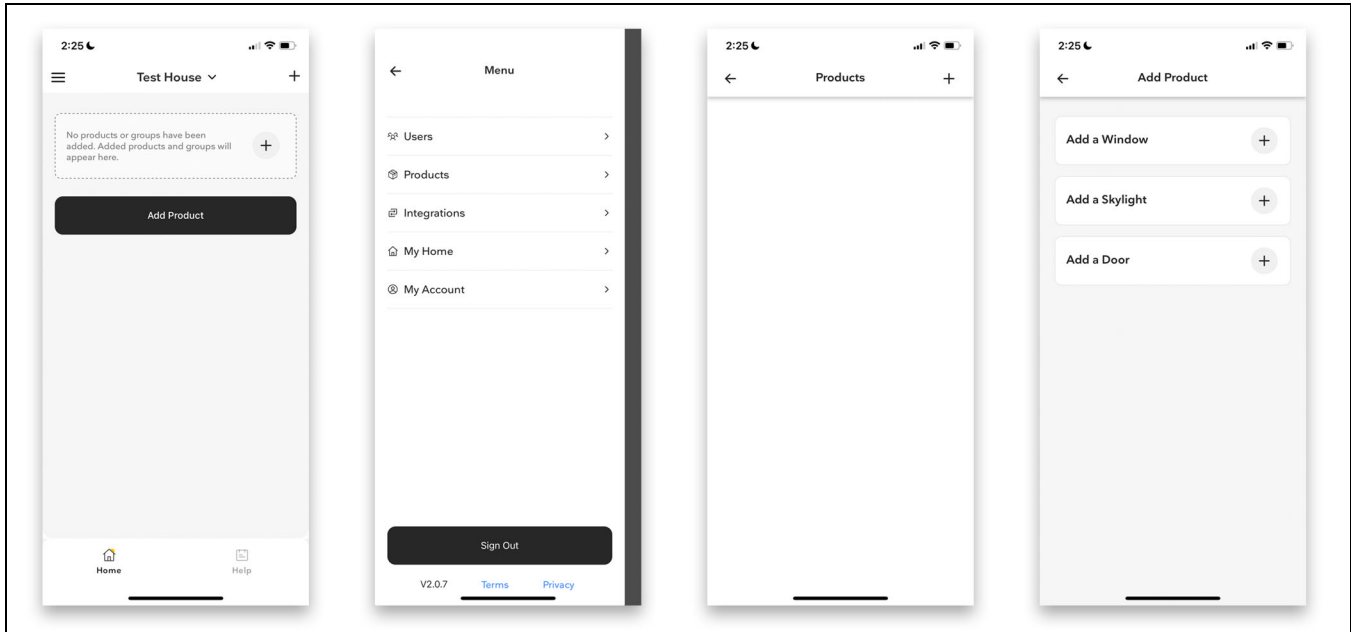 2:25
Test House
No products or groups have been
added. Added products and groups will
appear here.
Add Product
Home
Help
Menu
Users
Products
Integrations
My Home
My Account
Sign Out
V2.0.7 Terms Privacy
2:25
Products
2:25
Add Product
Add a Window
Add a Skylight
Add a Door